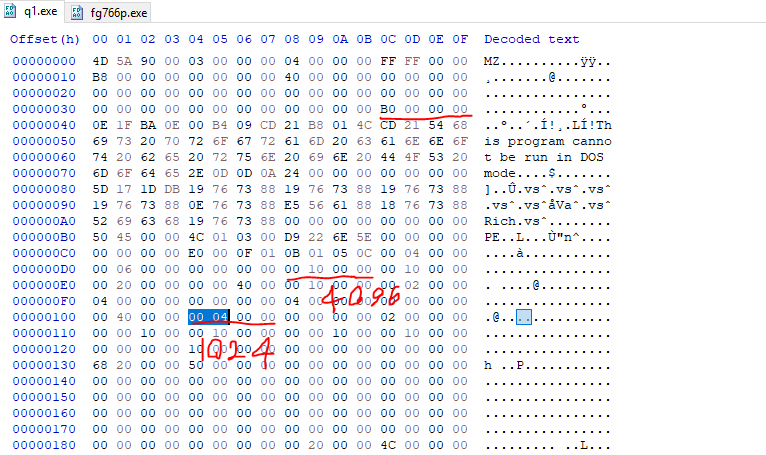 q1.exe fg766p.exe
Offset(h) 00 01 02 03 04 05 06 07 08 09 0A 0B 0C 0D 0E 0F Decoded text
00000000 4D 5A 90 00 03 00 00 00 04 00 00 00 FF FF 00 00 MZ..........ÿÿ..
00000010 B8 00 00 00 00 00 00 00 40 00 00 00 00 00 00 00 ¸.......@.......
00000020 00 00 00 00 00 00 00 00 00 00 00 00 00 00 00 00 ................
00000030 00 00 00 00 00 00 00 00 00 00 00 00 B0 00 00 00 ............°...
00000040 0E 1F BA 0E 00 B4 09 CD 21 B8 01 4C CD 21 54 68 ..º..´.Í!¸.LÍ!Th
00000050 69 73 20 70 72 6F 67 72 61 6D 20 63 61 6E 6E 6F is program canno
00000060 74 20 62 65 20 72 75 6E 20 69 6E 20 44 4F 53 20 t be run in DOS
00000070 6D 6F 64 65 2E 0D 0D 0A 24 00 00 00 00 00 00 00 mode....$.......
00000080 5D 17 1D DB 19 76 73 88 19 76 73 88 19 76 73 88 ]..Û.vsˆ.vsˆ.vsˆ
00000090 19 76 73 88 0E 76 73 88 E5 56 61 88 18 76 73 88 .vsˆ.vsˆåVaˆ.vsˆ
000000A0 52 69 63 68 19 76 73 88 00 00 00 00 00 00 00 00 Rich.vsˆ........
000000B0 50 45 00 00 4C 01 03 00 D9 22 6E 5E 00 00 00 00 PE..L...Ù"n^....
000000C0 00 00 00 00 E0 00 0F 01 0B 01 05 0C 00 04 00 00 ....à...........
000000D0 00 06 00 00 00 00 00 00 00 10 00 00 00 10 00 00 ................
000000E0 00 20 00 00 00 00 40 00 00 10 00 00 00 02 00 00 . ....@.........
000000F0 04 00 00 00 00 00 00 00 04 00 00 00 00 00 00 ................
4096
00000100 00 40 00 00 00 04 00 00 00 00 00 00 02 00 00 00 .@..............
00000110 00 00 10 00 00 10 00 00 00 00 10 00 00 10 00 00 ................
00000120 00 00 00 00 10 00 00 00 00 00 00 00 00 00 00 ................
1024
00000130 68 20 00 00 50 00 00 00 00 00 00 00 00 00 00 00 h ..P...........
00000140 00 00 00 00 00 00 00 00 00 00 00 00 00 00 00 00 ................
00000150 00 00 00 00 00 00 00 00 00 00 00 00 00 00 00 00 ................
00000160 00 00 00 00 00 00 00 00 00 00 00 00 00 00 00 00 ................
00000170 00 00 00 00 00 00 00 00 00 00 00 00 00 00 00 00 ................
00000180 00 00 00 00 00 00 00 00 00 20 00 00 4C 00 00 00 ......... ..L...